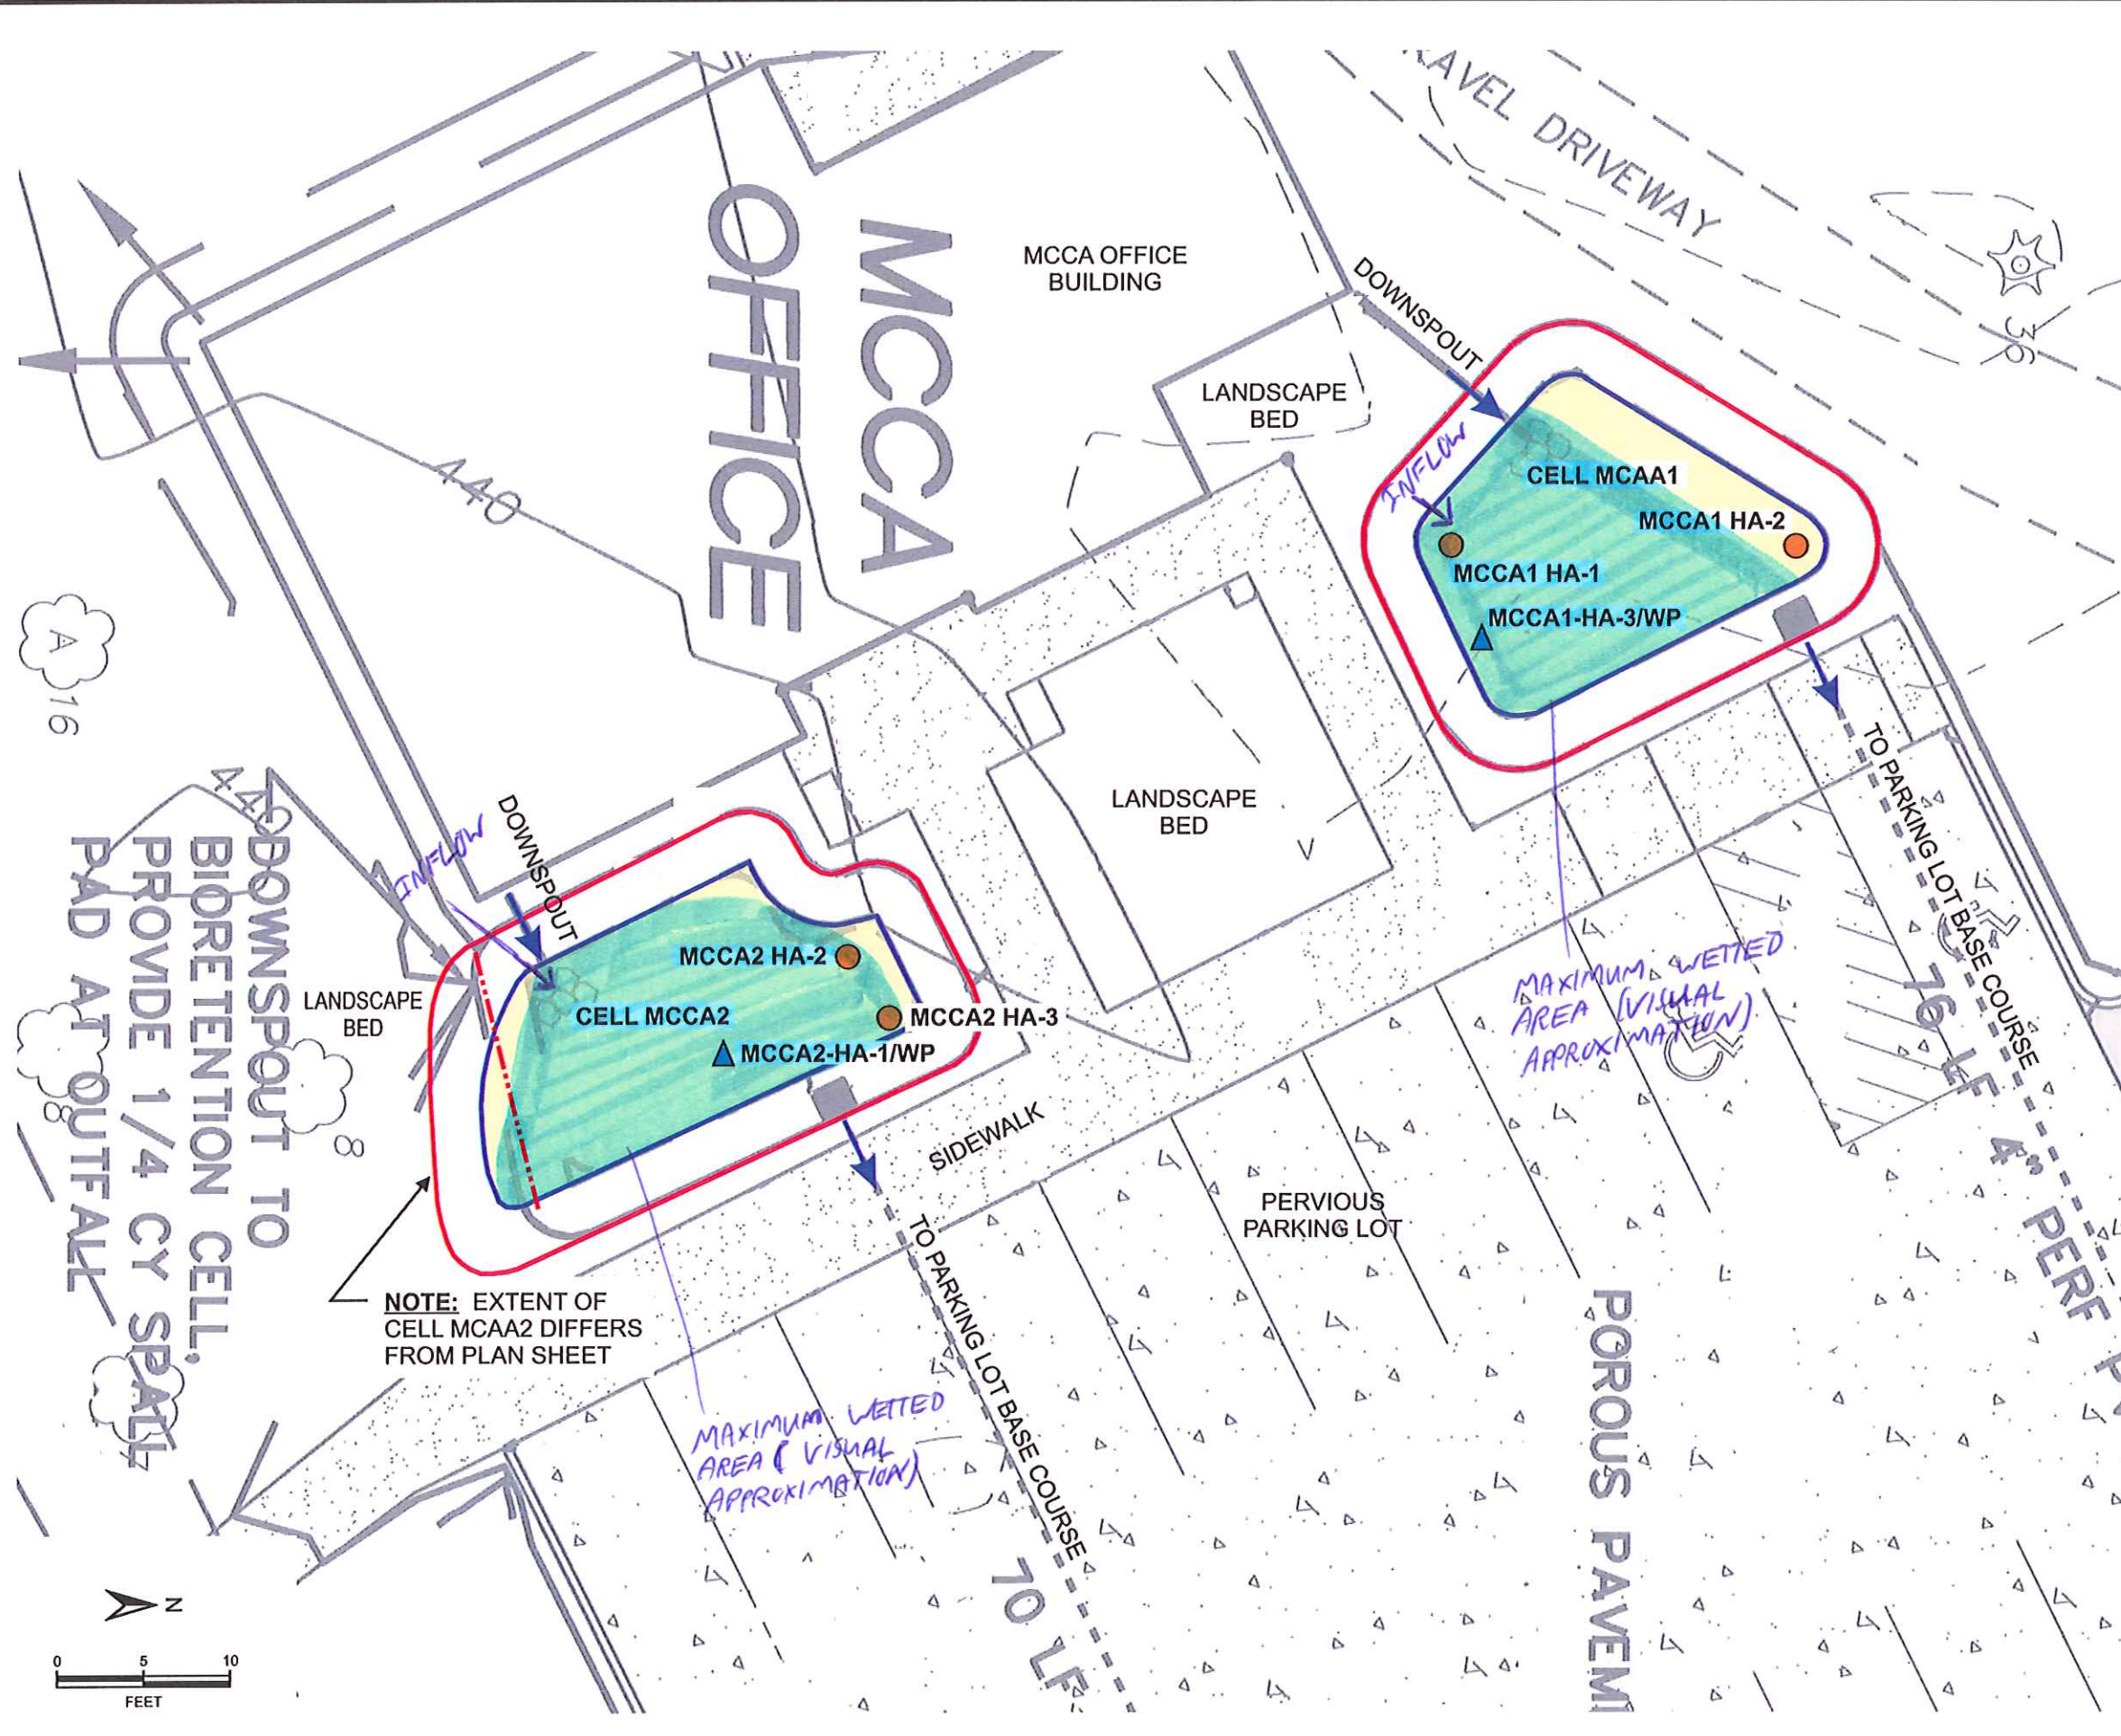 RAVEL DRIVEWAY
36
MCCA
OFFICE
MCCA OFFICE
BUILDING
DOWNSPOUT
LANDSCAPE
BED
INFLOW
CELL MCAA1
MCCA1 HA-2
MCCA1 HA-1
MCCA1-HA-3/WP
440
A
16
TO PARKING LOT BASE COURSE
LANDSCAPE
BED
V
440
DOWNSPOUT TO
BIORETENTION CELL,
PROVIDE 1/4 CY SPALL
PAD AT OUTFALL
8
8
INFLOW
DOWNSPOUT
LANDSCAPE
BED
MCCA2 HA-2
CELL MCCA2
MCCA2 HA-3
MCCA2-HA-1/WP
MAXIMUM WETTED
AREA (VISUAL
APPROXIMATION)
76 LF 4" PERF
SIDEWALK
PERVIOUS
PARKING LOT
TO PARKING LOT BASE COURSE
NOTE: EXTENT OF
CELL MCAA2 DIFFERS
FROM PLAN SHEET
MAXIMUM WETTED
AREA ( VISUAL
APPROXIMATION)
POROUS PAVEM
70 LF
N
0 5 10
FEET